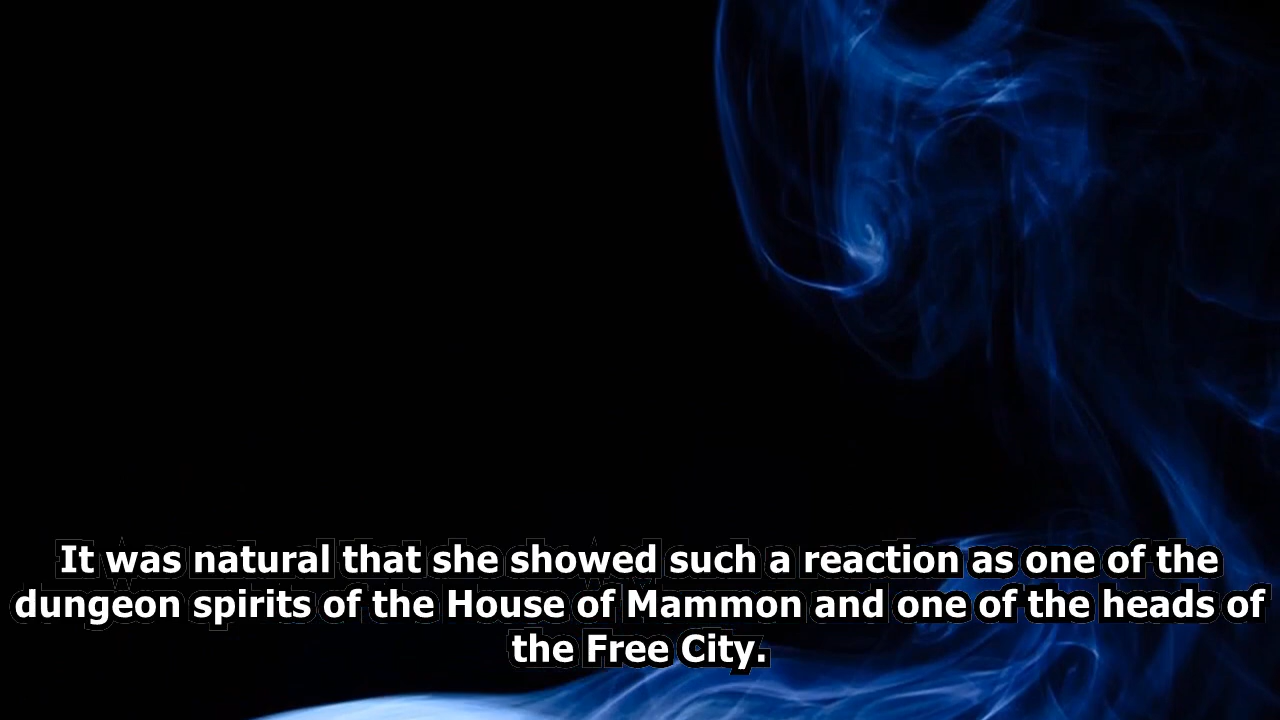 It was natural that she showed such a reaction as one of the
dungeon spirits of the House of Mammon and one of the heads of
the Free City.